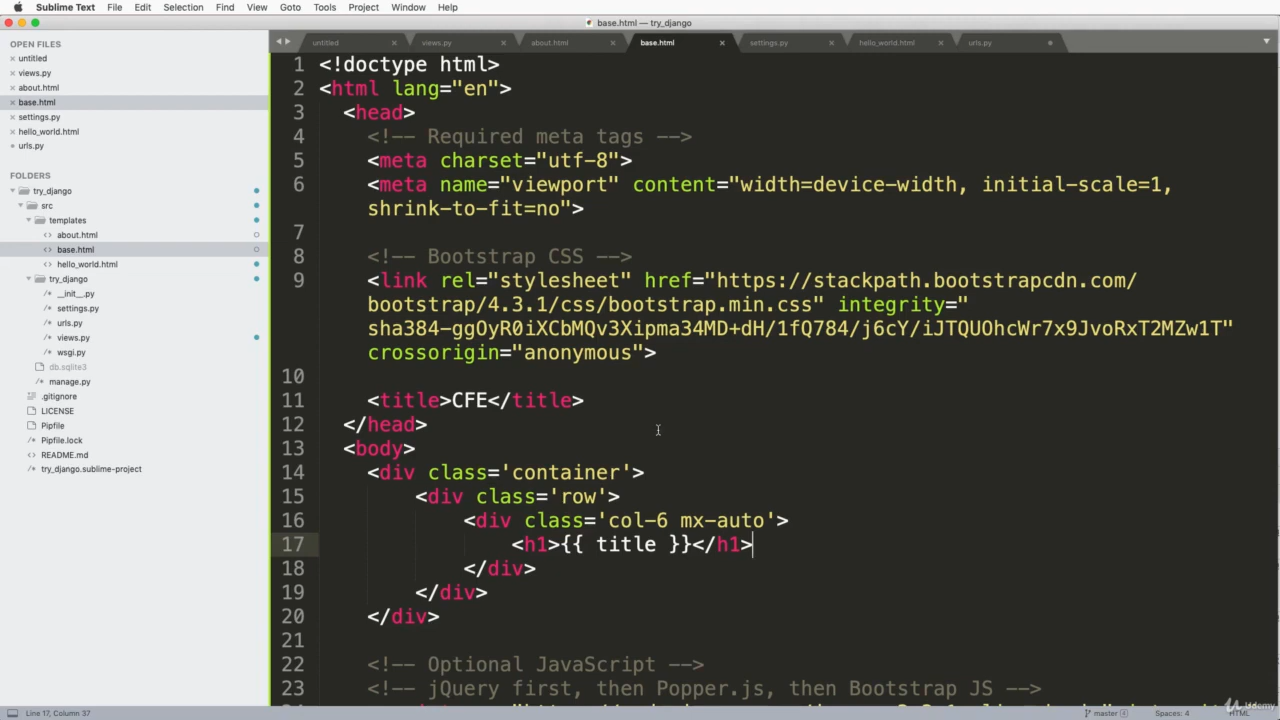 Sublime Text File Edit Selection Find View Goto Tools Project Window Help
base.html — try_django
OPEN FILES
untitled
views.py
about.html
base.html
settings.py
hello_world.html
urls.py
FOLDERS
try_django
src
templates
about.html
base.html
hello_world.html
try_django
__init__.py
settings.py
urls.py
views.py
wsgi.py
db.sqlite3
manage.py
.gitignore
LICENSE
Pipfile
Pipfile.lock
README.md
try_django.sublime-project
untitled views.py about.html base.html settings.py hello_world.html urls.py
1 <!doctype html>
2 <html lang="en">
3 <head>
4 <!-- Required meta tags -->
5 <meta charset="utf-8">
6 <meta name="viewport" content="width=device-width, initial-scale=1,
shrink-to-fit=no">
7
8 <!-- Bootstrap CSS -->
9 <link rel="stylesheet" href="https://stackpath.bootstrapcdn.com/
bootstrap/4.3.1/css/bootstrap.min.css" integrity="
sha384-ggOyR0iXCbMQv3Xipma34MD+dH/1fQ784/j6cY/iJTQUOhcWr7x9JvoRxT2MZw1T"
crossorigin="anonymous">
10
11 <title>CFE</title>
12 </head>
13 <body>
14 <div class='container'>
15 <div class='row'>
16 <div class='col-6 mx-auto'>
17 <h1>{{ title }}</h1>
18 </div>
19 </div>
20 </div>
21
22 <!-- Optional JavaScript -->
23 <!-- jQuery first, then Popper.js, then Bootstrap JS -->
Line 17, Column 37
master
Spaces: 4
HTML
Udemy